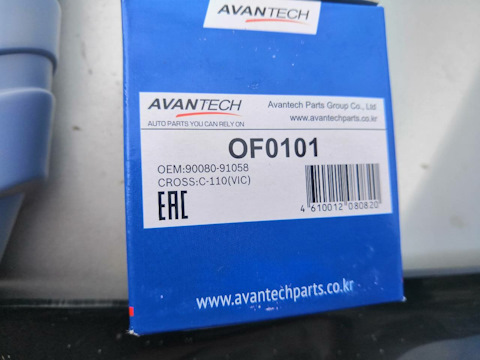 AVANTECH
AVANTECH
AUTO PARTS YOU CAN RELY ON
Avantech Parts Group Co., Ltd
www.avantechparts.co.kr
OF0101
OEM:90080-91058
CROSS:C-110(VIC)
EAC
4 610012 080820
www.avantechparts.co.kr